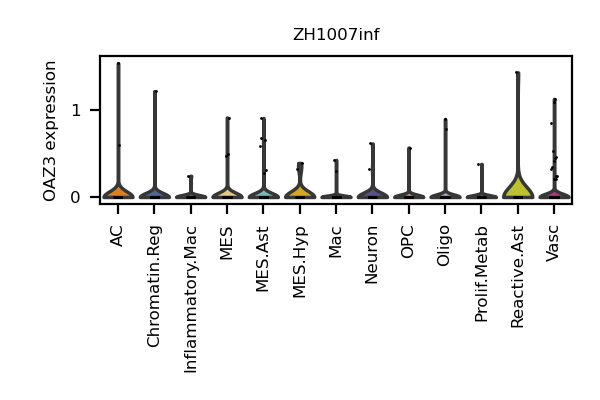 ZH1007inf
OAZ3 expression
1
0
AC
Chromatin.Reg
Inflammatory.Mac
MES
MES.Ast
MES.Hyp
Mac
Neuron
OPC
Oligo
Prolif.Metab
Reactive.Ast
Vasc